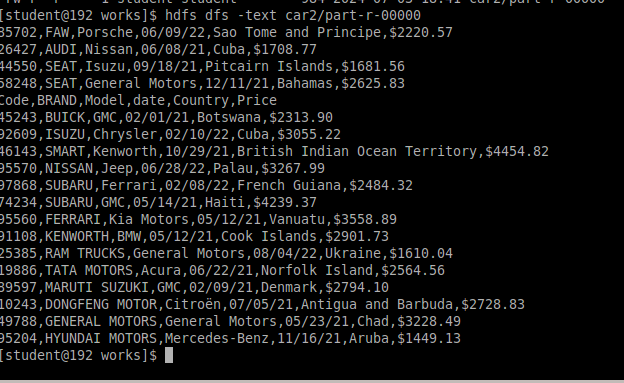 [student@192 works]$ hdfs dfs -text car2/part-r-00000
85702,FAW,Porsche,06/09/22,Sao Tome and Principe,$2220.57
26427,AUDI,Nissan,06/08/21,Cuba,$1708.77
44550,SEAT,Isuzu,09/18/21,Pitcairn Islands,$1681.56
58248,SEAT,General Motors,12/11/21,Bahamas,$2625.83
Code,BRAND,Model,date,Country,Price
45243,BUICK,GMC,02/01/21,Botswana,$2313.90
92609,ISUZU,Chrysler,02/10/22,Cuba,$3055.22
46143,SMART,Kenworth,10/29/21,British Indian Ocean Territory,$4454.82
95570,NISSAN,Jeep,06/28/22,Palau,$3267.99
97868,SUBARU,Ferrari,02/08/22,French Guiana,$2484.32
74234,SUBARU,GMC,05/14/21,Haiti,$4239.37
95560,FERRARI,Kia Motors,05/12/21,Vanuatu,$3558.89
91108,KENWORTH,BMW,05/12/21,Cook Islands,$2901.73
25385,RAM TRUCKS,General Motors,08/04/22,Ukraine,$1610.04
19886,TATA MOTORS,Acura,06/22/21,Norfolk Island,$2564.56
89597,MARUTI SUZUKI,GMC,02/09/21,Denmark,$2794.10
10243,DONGFENG MOTOR,Citroën,07/05/21,Antigua and Barbuda,$2728.83
49788,GENERAL MOTORS,General Motors,05/23/21,Chad,$3228.49
95204,HYUNDAI MOTORS,Mercedes-Benz,11/16/21,Aruba,$1449.13
[student@192 works]$